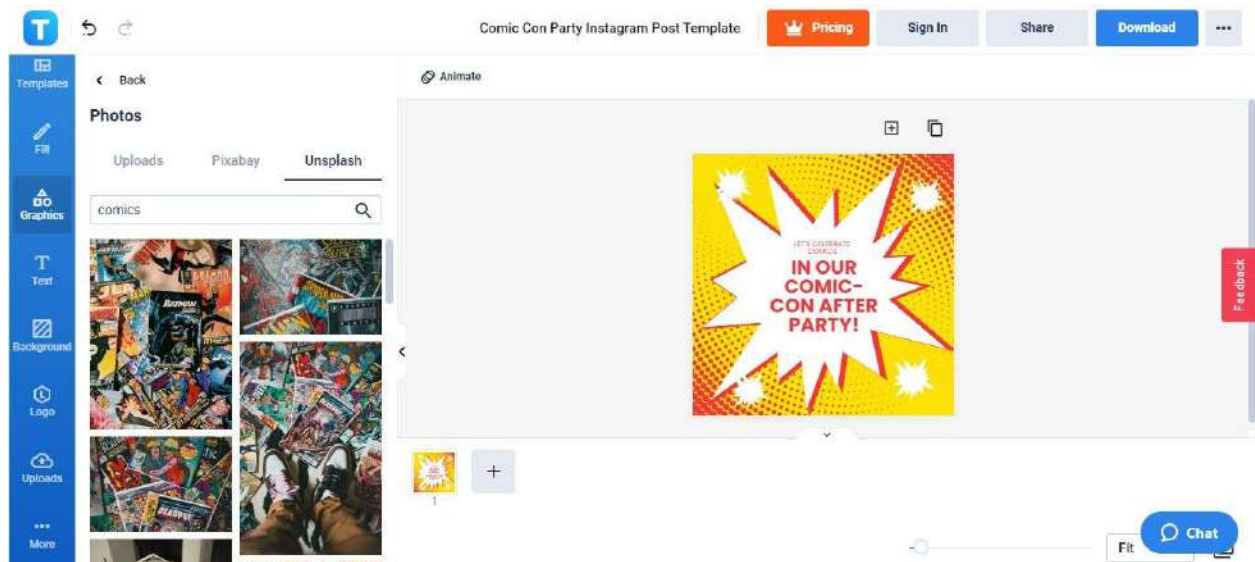 T
Comic Con Party Instagram Post Template
Pricing
Sign In
Share
Download
Templates
Fill
Graphics
Text
Background
Logo
Uploads
More
Back
Photos
Uploads
Pixabay
Unsplash
comics
BATMAN
Animate
LET'S CELEBRATE
COMICS
IN OUR
COMIC-
CON AFTER
PARTY!
1
Feedback
Fit
Chat